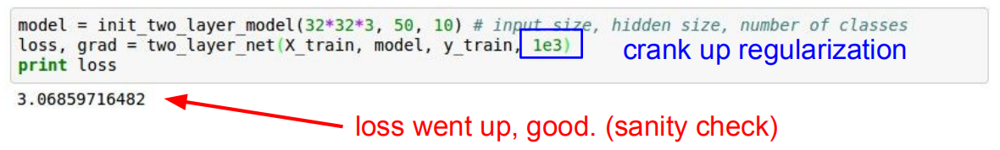 model = init_two_layer_model(32*32*3, 50, 10) # input size, hidden size, number of classes
loss, grad = two_layer_net(X_train, model, y_train, 1e3) crank up regularization
print loss
3.06859716482
loss went up, good. (sanity check)